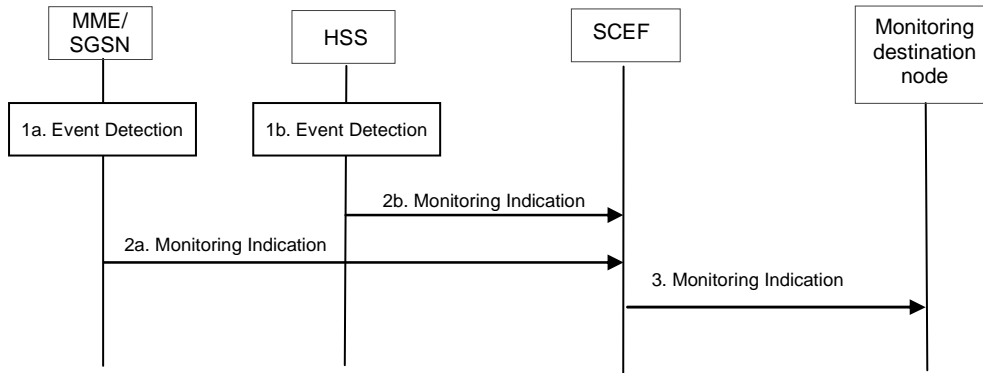 MME/
SGSN
HSS
SCEF
Monitoring
destination
node
1a. Event Detection
1b. Event Detection
2b. Monitoring Indication
2a. Monitoring Indication
3. Monitoring Indication